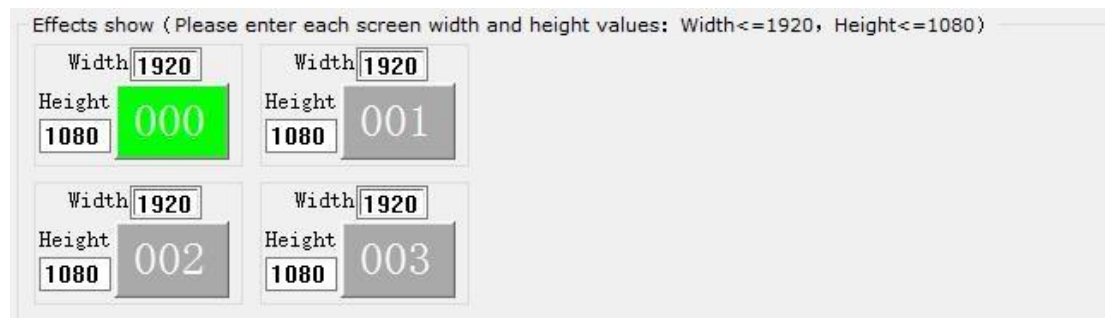 Effects show（Please enter each screen width and height values: Width<=1920，Height<=1080）
Width 1920 Width 1920
Height Height
1080 000 1080 001
Width 1920 Width 1920
Height Height
1080 002 1080 003